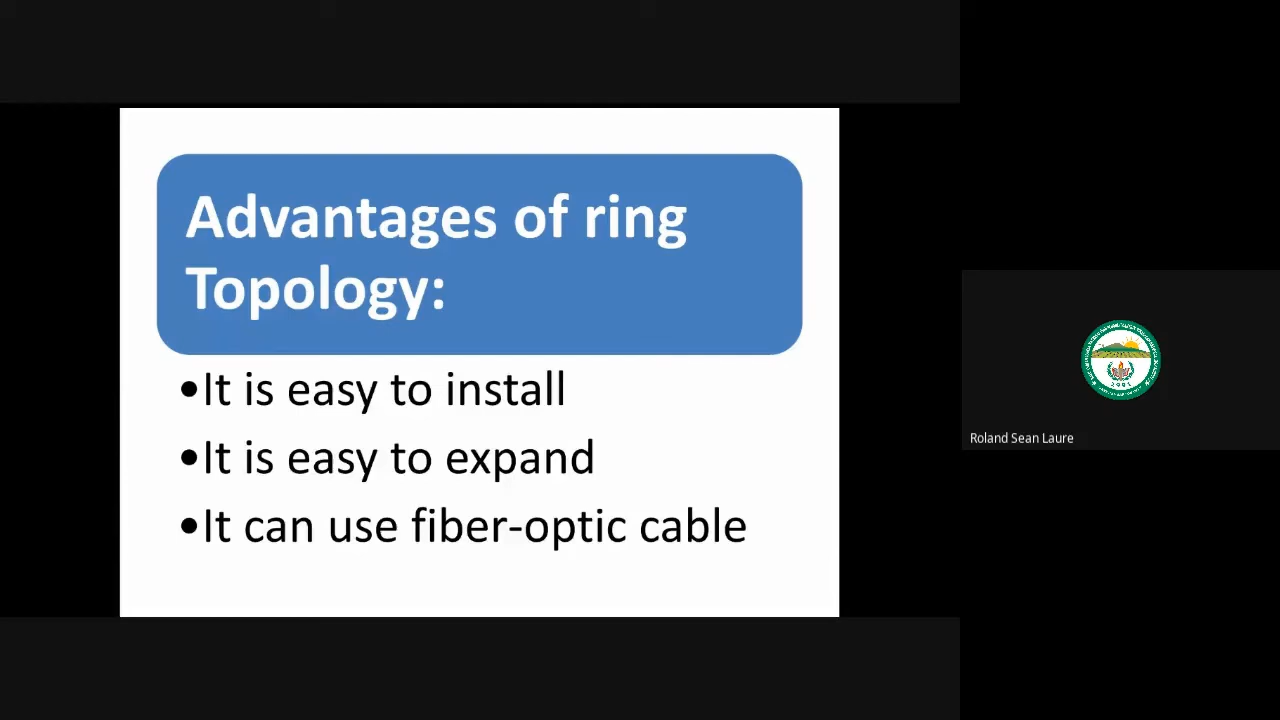 Advantages of ring
Topology:
•It is easy to install
•It is easy to expand
•It can use fiber-optic cable
Roland Sean Laure
2001